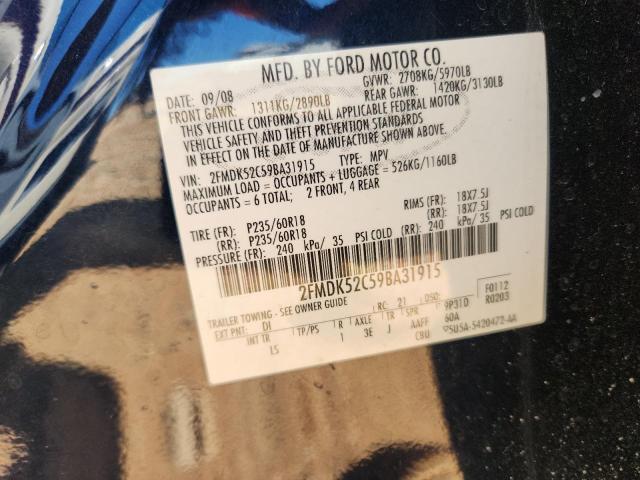 MFD. BY FORD MOTOR CO.
DATE: 09/08 GVWR: 2708KG/5970LB
FRONT GAWR: 1311KG/2890LB REAR GAWR: 1420KG/3130LB
THIS VEHICLE CONFORMS TO ALL APPLICABLE FEDERAL MOTOR
VEHICLE SAFETY AND THEFT PREVENTION STANDARDS
IN EFFECT ON THE DATE OF MANUFACTURE SHOWN ABOVE.
VIN: 2FMDK52C59BA31915 TYPE: MPV
MAXIMUM LOAD = OCCUPANTS + LUGGAGE = 526KG/1160LB
OCCUPANTS = 6 TOTAL; 2 FRONT, 4 REAR
TIRE (FR): P235/60R18 RIMS (FR): 18X7.5J
(RR): P235/60R18 (RR): 18X7.5J
PRESSURE (FR): 240 kPa/ 35 PSI COLD (RR): 240 kPa/ 35 PSI COLD
2FMDK52C59BA31915
F0112
R0203
TRAILER TOWING - SEE OWNER GUIDE
EXT PNT: DI RC: 21 DSO:
INT TR TP/PS R AXLE TR SPR 9P31D
LS I 3E J AAFF 60A
CBU 95U5A-5420472-AA